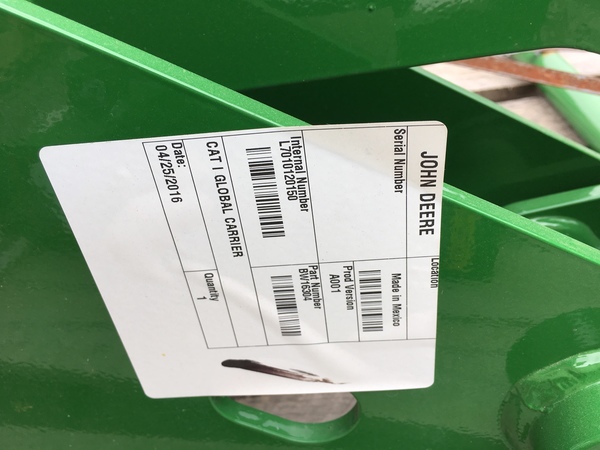 JOHN DEERE
Location
Serial Number
Made in Mexico
Prod Version
A001
Internal Number
L7010120150
Part Number
BW16304
CAT I GLOBAL CARRIER
Date:
04/25/2016
Quantity
1